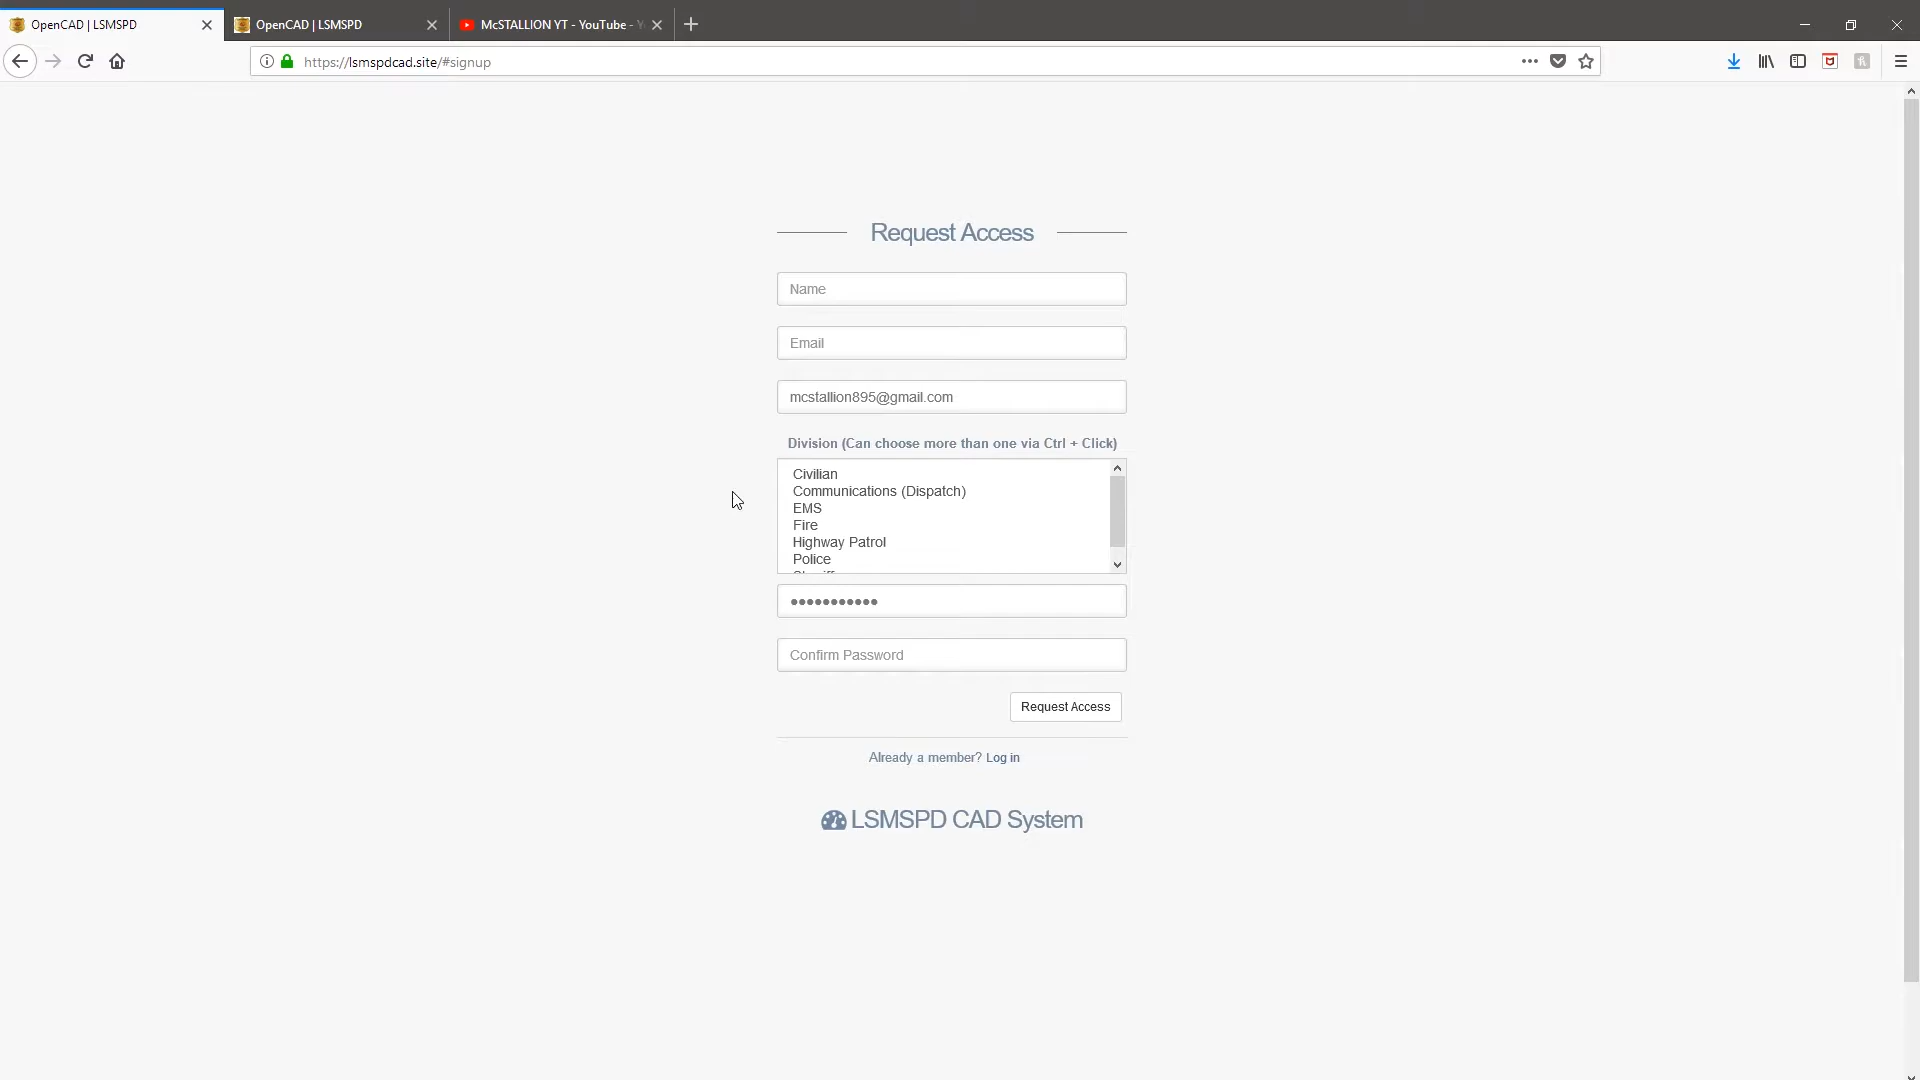 OpenCAD | LSMSPD
OpenCAD | LSMSPD
McSTALLION YT - YouTube -
https://lsmspdcad.site/#signup
Request Access
Name
Email
mcstallion895@gmail.com
Division (Can choose more than one via Ctrl + Click)
Civilian
Communications (Dispatch)
EMS
Fire
Highway Patrol
Police
●●●●●●●●●●●
Confirm Password
Request Access
Already a member? Log in
LSMSPD CAD System